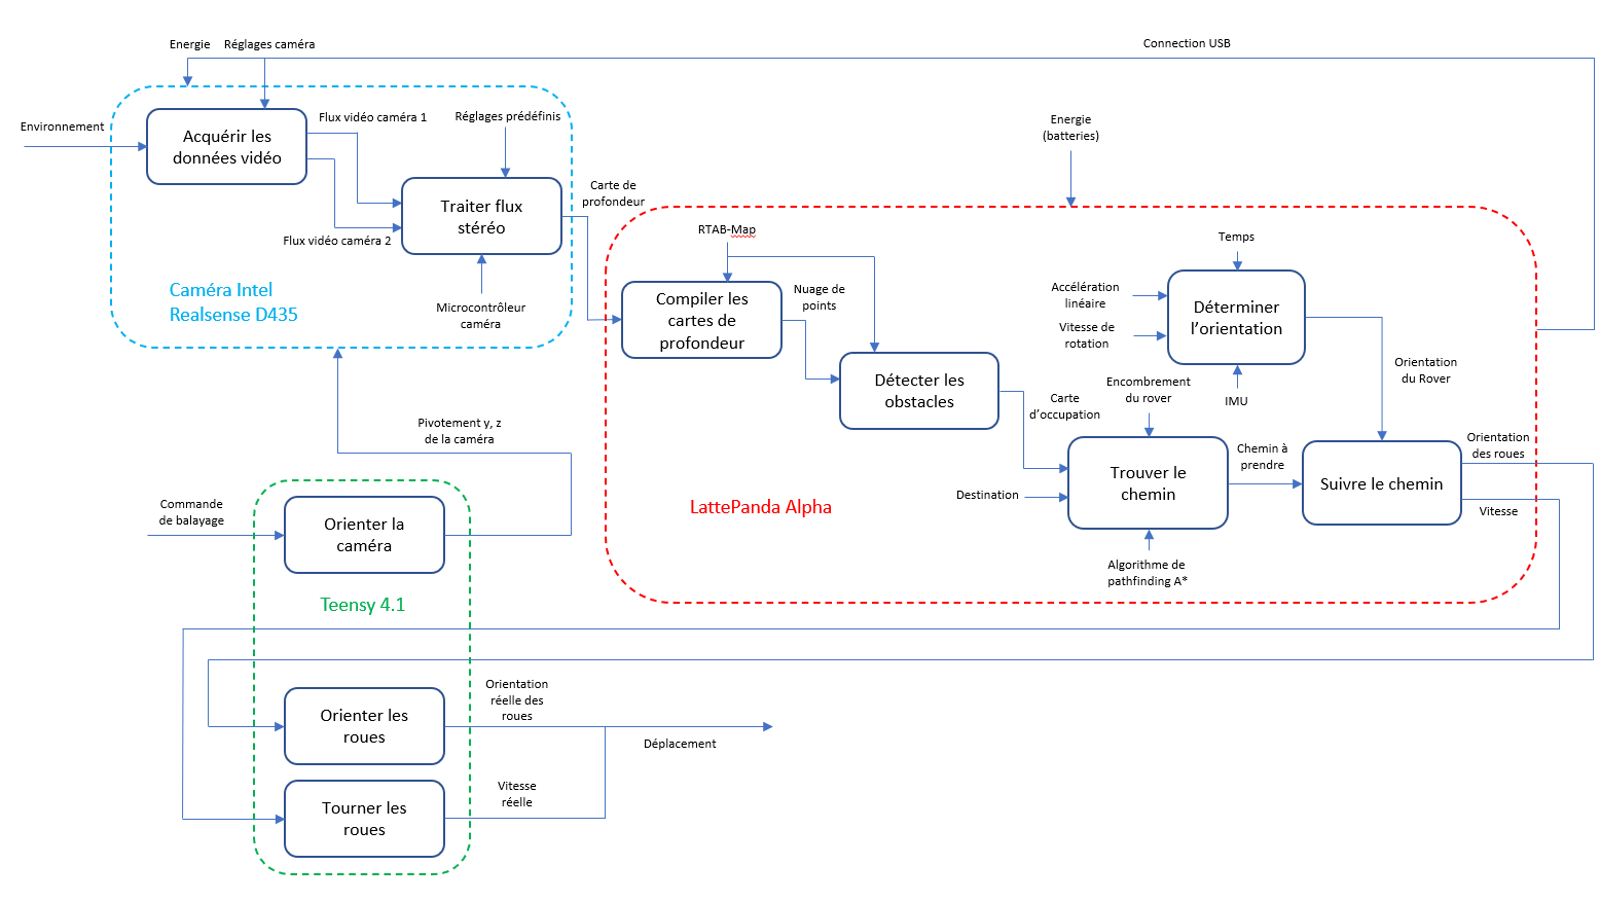 Energie
Réglages caméra
Connection USB
Environnement
Acquérir les
données vidéo
Flux vidéo caméra 1
Flux vidéo caméra 2
Réglages prédéfinis
Traiter flux
stéréo
Microcontrôleur
caméra
Caméra Intel
Realsense D435
Carte de
profondeur
Energie
(batteries)
RTAB-Map
Compiler les
cartes de
profondeur
Nuage de
points
Détecter les
obstacles
Temps
Accélération
linéaire
Vitesse de
rotation
Déterminer
l'orientation
IMU
Orientation
du Rover
Encombrement
du rover
Carte
d'occupation
Destination
Trouver le
chemin
Algorithme de
pathfinding A*
Chemin à
prendre
Suivre le chemin
Orientation
des roues
Vitesse
LattePanda Alpha
Pivotement y, z
de la caméra
Commande
de balayage
Orienter la
caméra
Teensy 4.1
Orienter les
roues
Orientation
réelle des
roues
Déplacement
Tourner les
roues
Vitesse
réelle